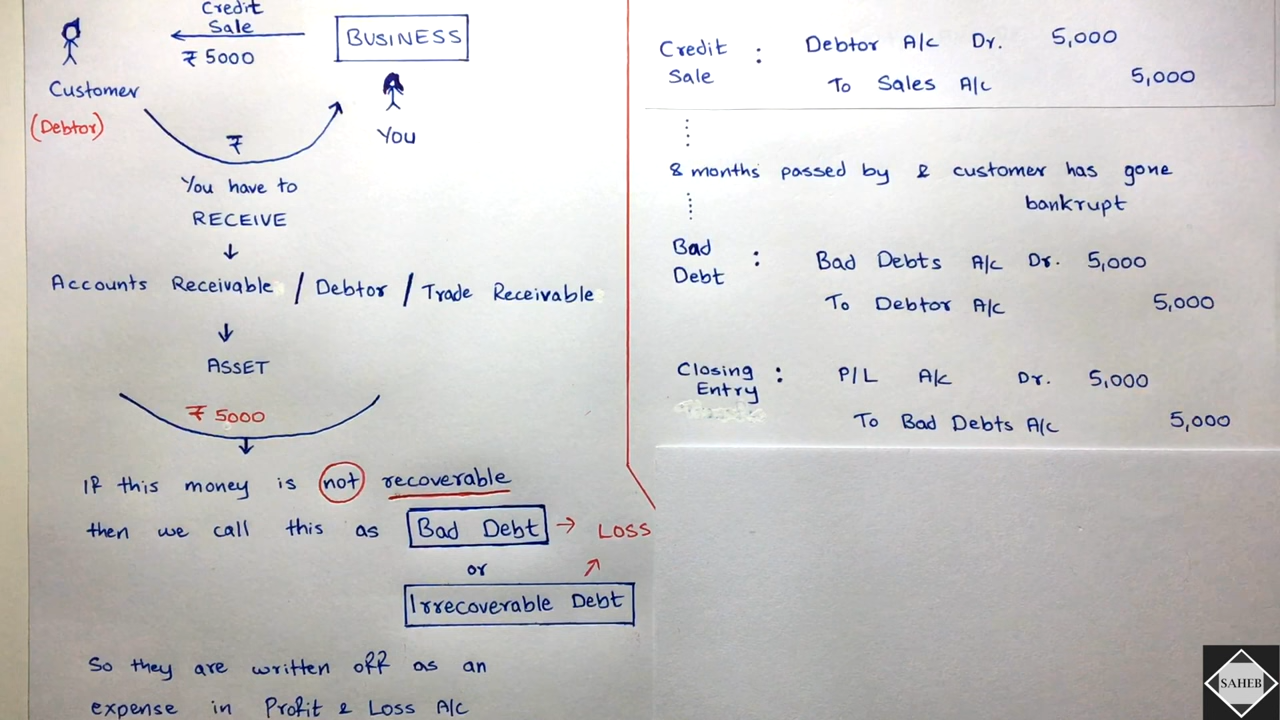 Credit
Sale
₹ 5000
BUSINESS
Customer
(Debtor)
You
₹
You have to
RECEIVE
Accounts Receivable / Debtor / Trade Receivable
ASSET
₹ 5000
If this money is not recoverable
then we call this as Bad Debt → LOSS
or
Irrecoverable Debt
So they are written off as an
expense in Profit & Loss A/c
Credit Sale : Debtor A/c Dr. 5,000
To Sales A/c 5,000
8 months passed by & customer has gone
bankrupt
Bad Debt : Bad Debts A/c Dr. 5,000
To Debtor A/c 5,000
Closing Entry : P/L A/c Dr. 5,000
To Bad Debts A/c 5,000
SAHEB